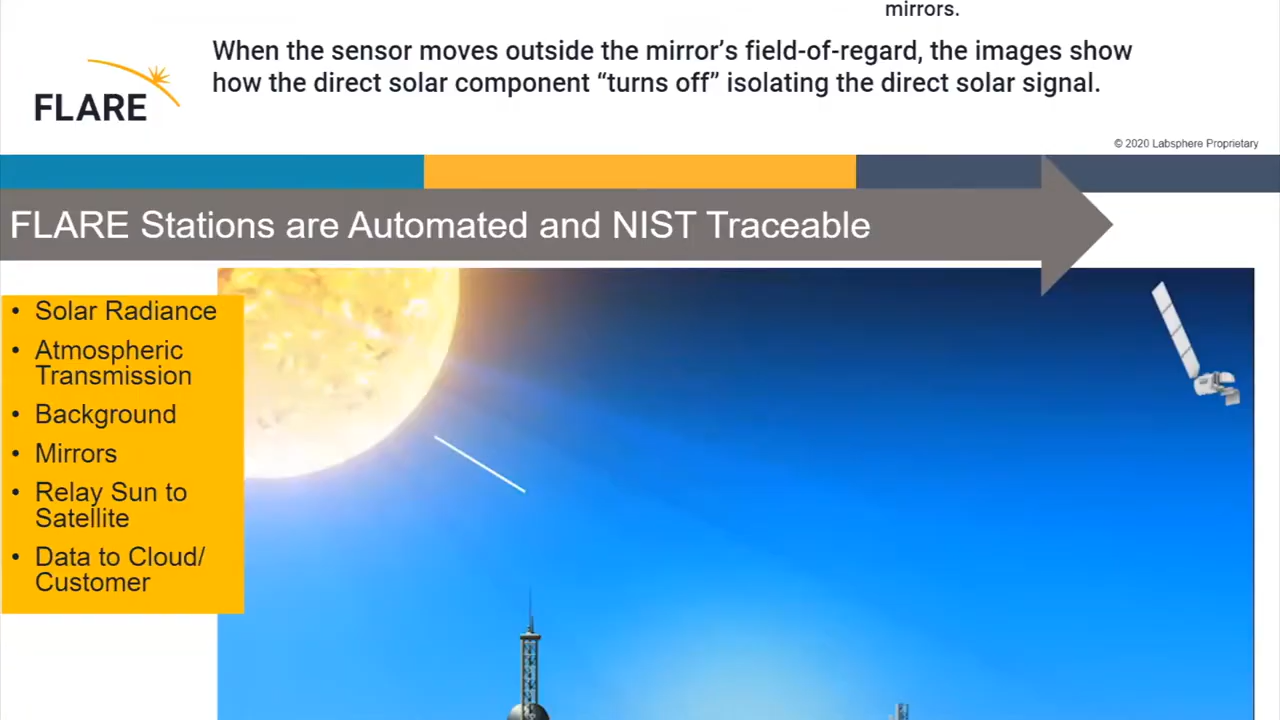 mirrors.
When the sensor moves outside the mirror’s field-of-regard, the images show
how the direct solar component “turns off” isolating the direct solar signal.
FLARE
© 2020 Labsphere Proprietary
FLARE Stations are Automated and NIST Traceable
• Solar Radiance
• Atmospheric
Transmission
• Background
• Mirrors
• Relay Sun to
Satellite
• Data to Cloud/
Customer